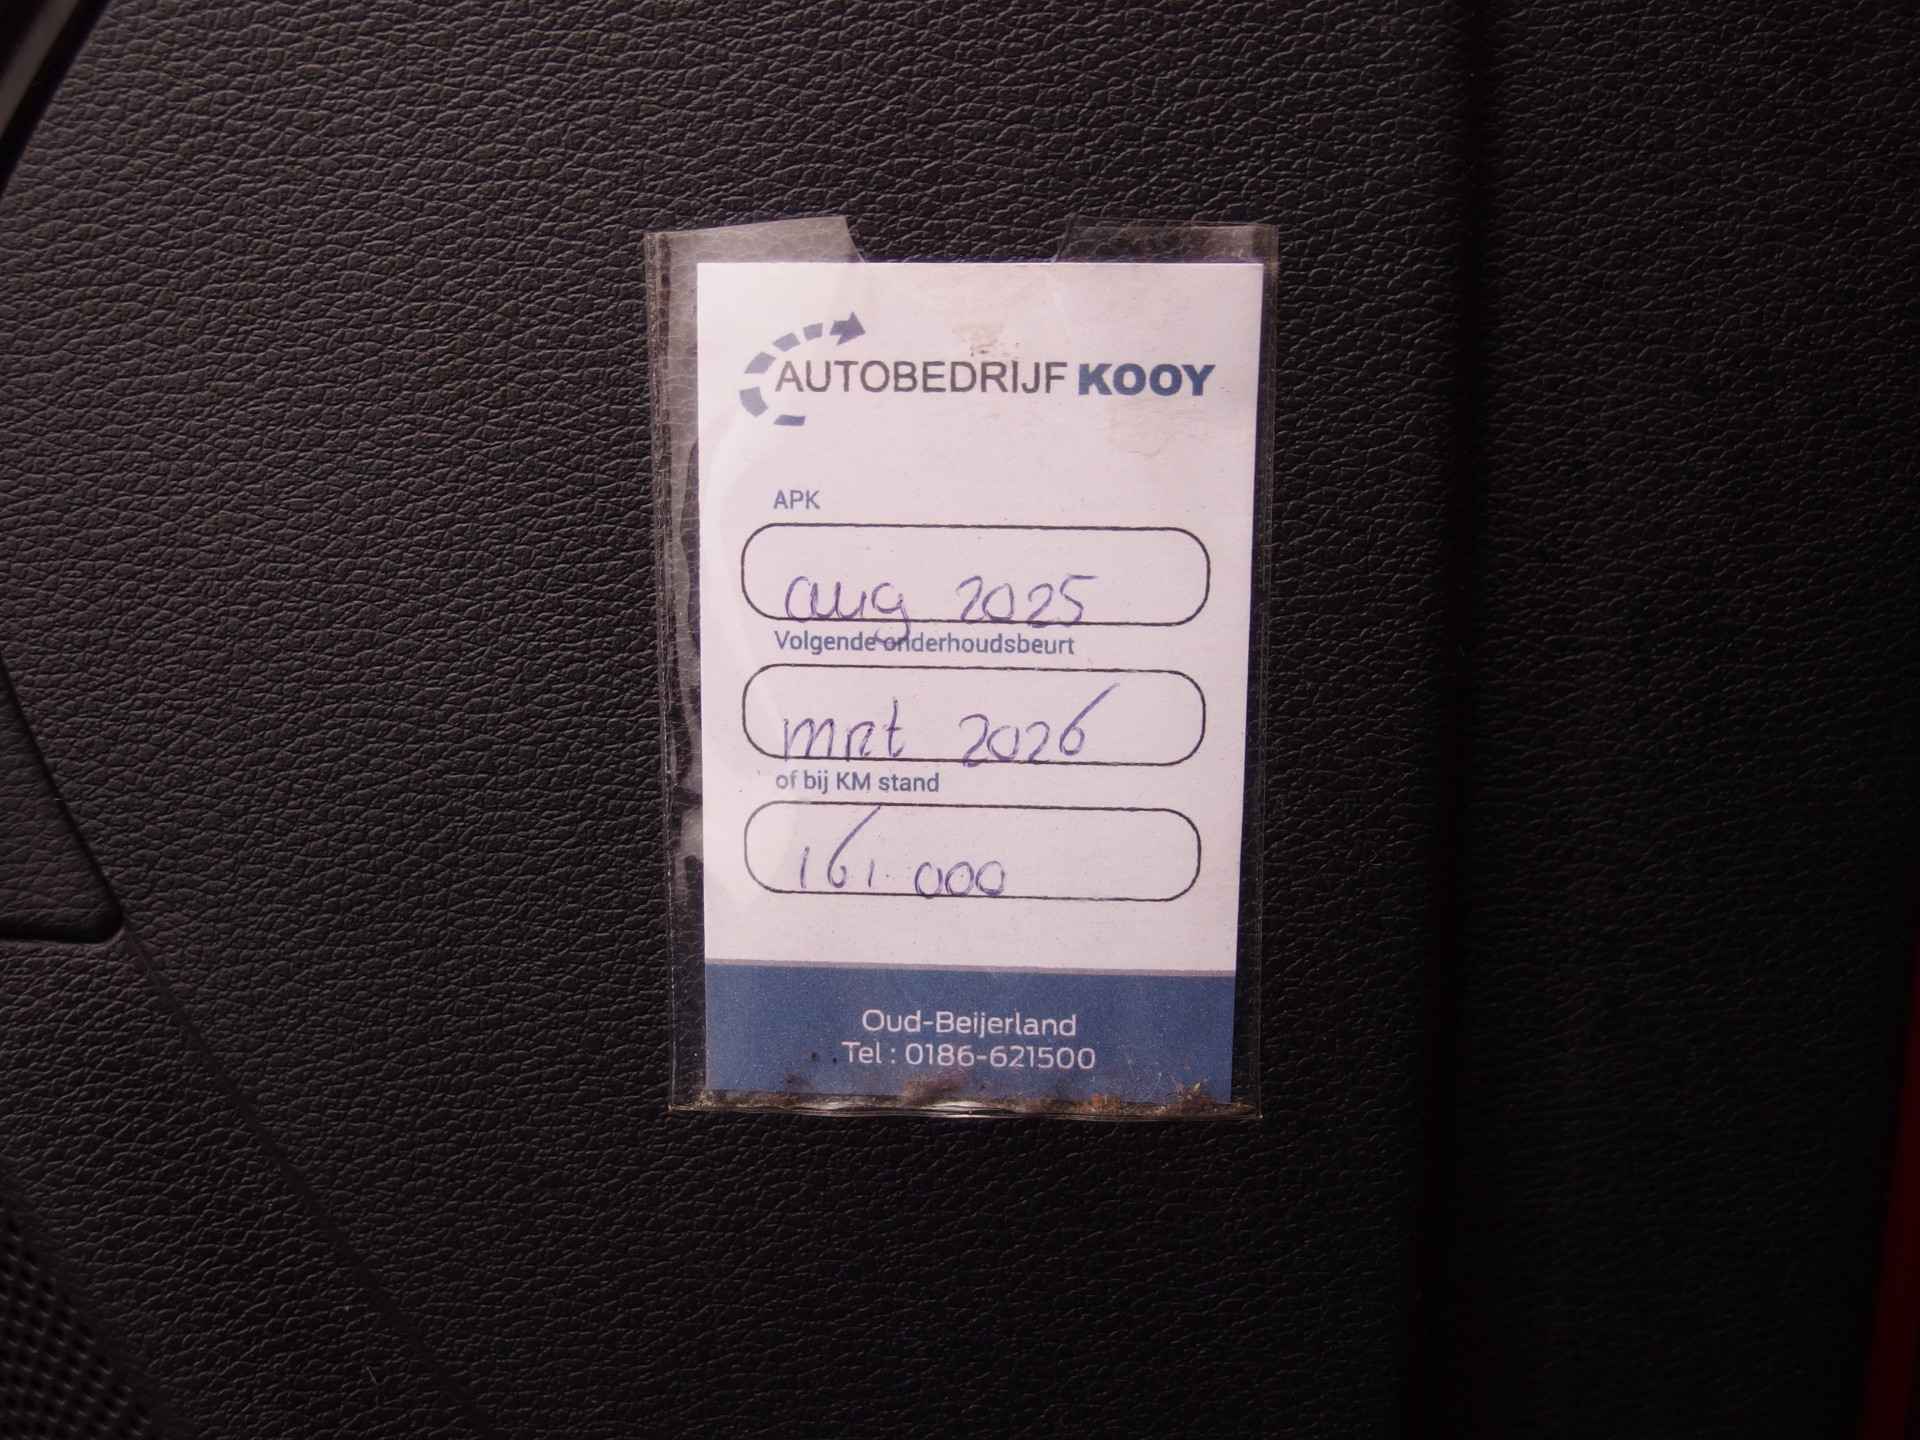 AUTOBEDRIJF KOOY
APK
aug 2025
Volgende onderhoudsbeurt
mrt 2026
of bij KM stand
161.000
Oud-Beijerland
Tel : 0186-621500